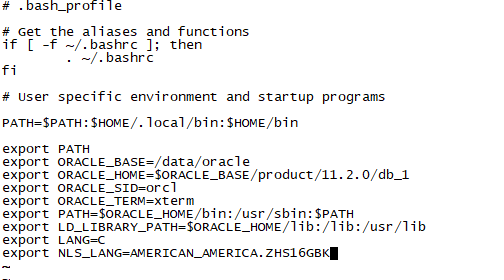 # .bash_profile
# Get the aliases and functions
if [ -f ~/.bashrc ]; then
. ~/.bashrc
fi
# User specific environment and startup programs
PATH=$PATH:$HOME/.local/bin:$HOME/bin
export PATH
export ORACLE_BASE=/data/oracle
export ORACLE_HOME=$ORACLE_BASE/product/11.2.0/db_1
export ORACLE_SID=orcl
export ORACLE_TERM=xterm
export PATH=$ORACLE_HOME/bin:/usr/sbin:$PATH
export LD_LIBRARY_PATH=$ORACLE_HOME/lib:/lib:/usr/lib
export LANG=C
export NLS_LANG=AMERICAN_AMERICA.ZHS16GBK
~
~